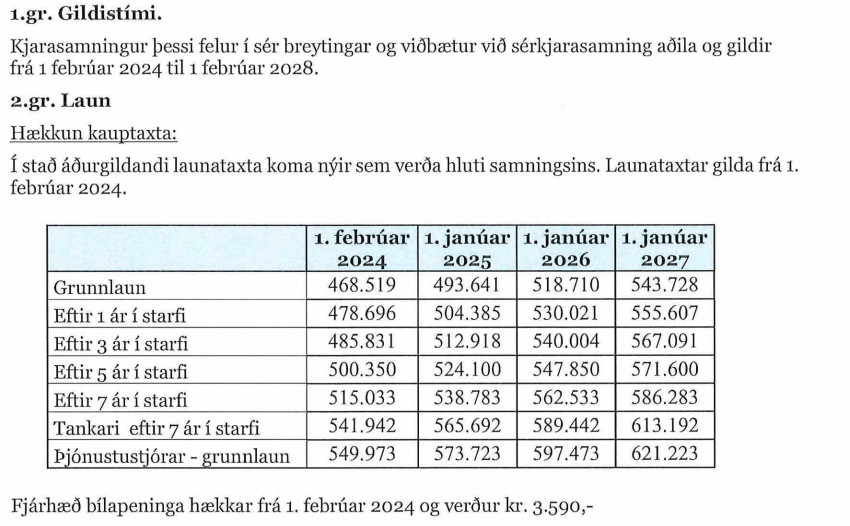 1.gr. Gildistími.
Kjarasamningur þessi felur í sér breytingar og viðbætur við sérkjarasamning aðila og gildir
frá 1 febrúar 2024 til 1 febrúar 2028.
2.gr. Laun
Hækkun kauptaxta:
Í stað áðurgildandi launataxta koma nýir sem verða hluti samningsins. Launataxtar gilda frá 1.
febrúar 2024.
1. febrúar 2024 1. janúar 2025 1. janúar 2026 1. janúar 2027
Grunnlaun 468.519 493.641 518.710 543.728
Eftir 1 ár í starfi 478.696 504.385 530.021 555.607
Eftir 3 ár í starfi 485.831 512.918 540.004 567.091
Eftir 5 ár í starfi 500.350 524.100 547.850 571.600
Eftir 7 ár í starfi 515.033 538.783 562.533 586.283
Tankari eftir 7 ár í starfi 541.942 565.692 589.442 613.192
Þjónustustjórar - grunnlaun 549.973 573.723 597.473 621.223
Fjárhæð bílapeninga hækkar frá 1. febrúar 2024 og verður kr. 3.590,-